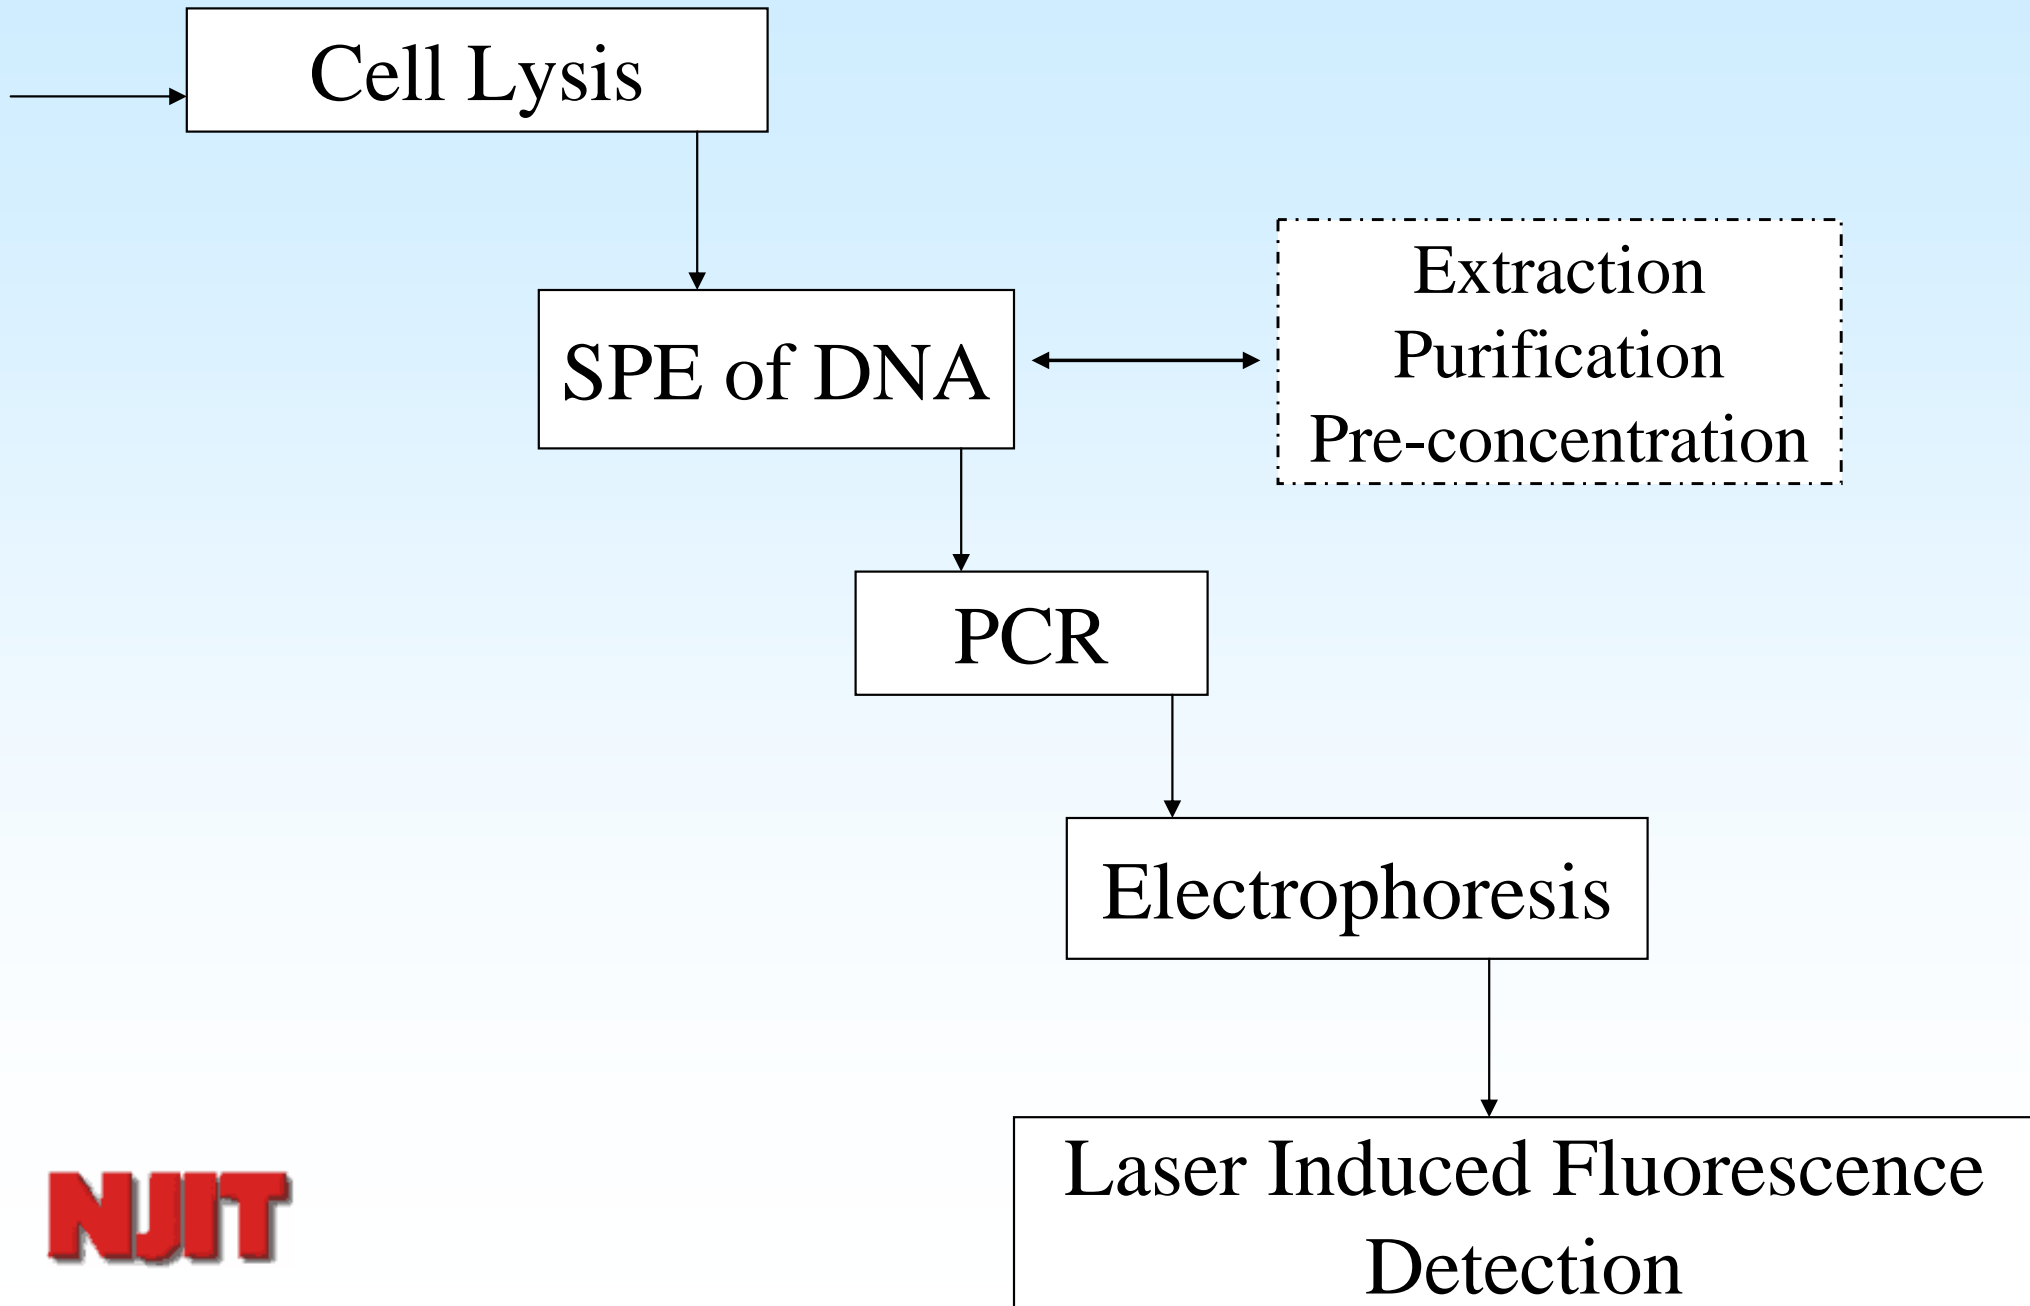 Cell Lysis
SPE of DNA
Extraction
Purification
Pre-concentration
PCR
Electrophoresis
Laser Induced Fluorescence
Detection
NJIT